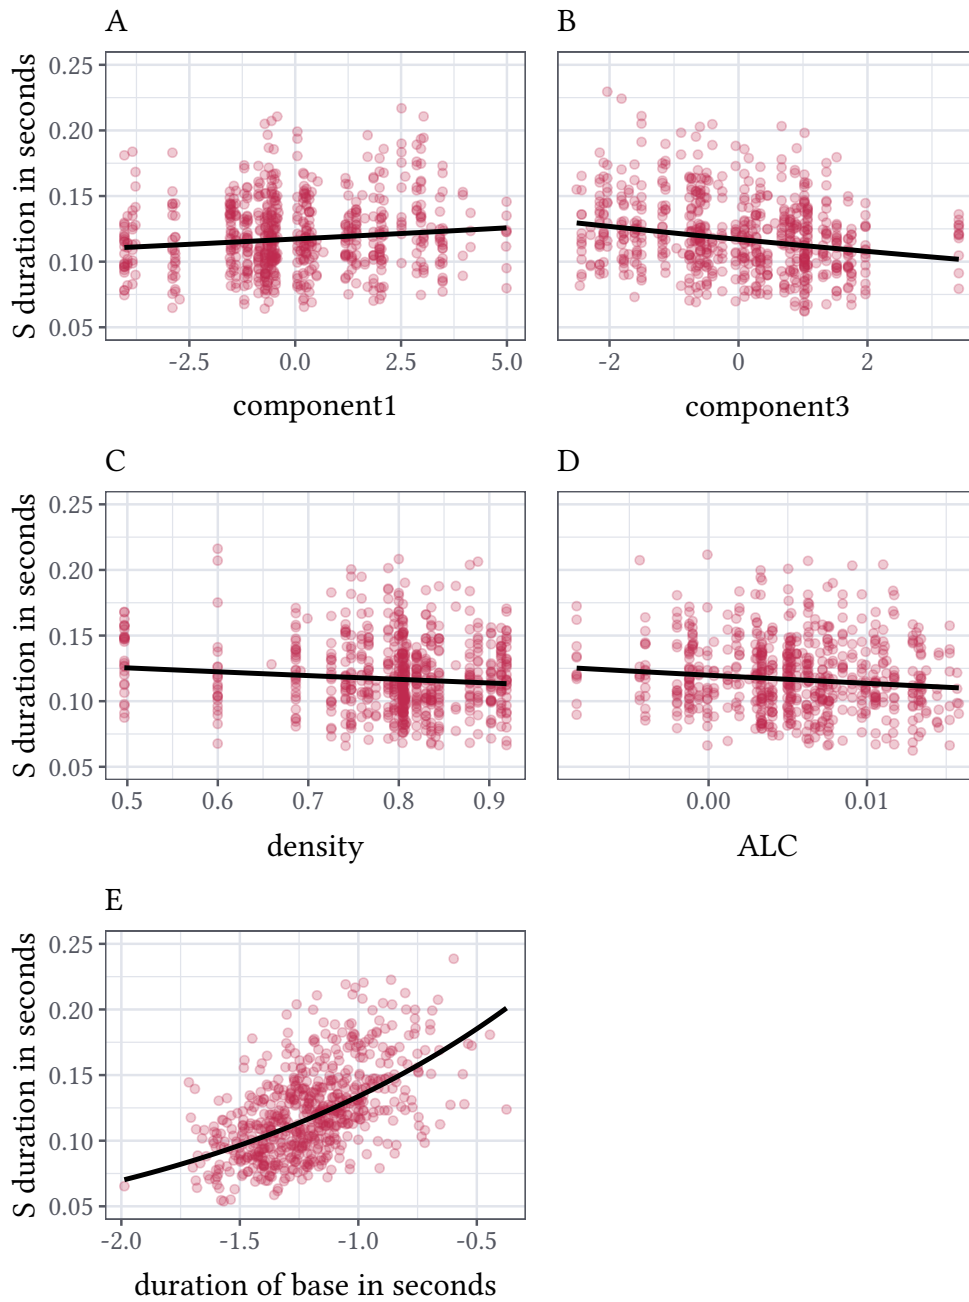 A
B
S duration in seconds
0.25
0.20
0.15
0.10
0.05
-2.5
0.0
2.5
5.0
-2
0
2
component1
component3
C
D
S duration in seconds
0.25
0.20
0.15
0.10
0.05
0.5
0.6
0.7
0.8
0.9
0.00
0.01
density
ALC
E
S duration in seconds
0.25
0.20
0.15
0.10
0.05
-2.0
-1.5
-1.0
-0.5
duration of base in seconds